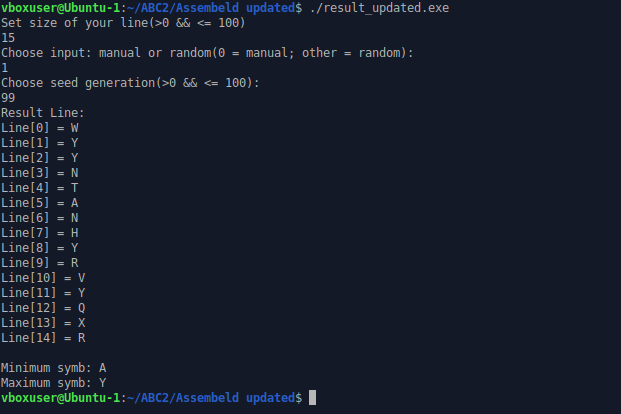 vboxuser@Ubuntu-1:~/ABC2/Assembeld updated$ ./result_updated.exe
Set size of your line(>0 && <= 100)
15
Choose input: manual or random(0 = manual; other = random):
1
Choose seed generation(>0 && <= 100):
99
Result Line:
Line[0] = W
Line[1] = Y
Line[2] = Y
Line[3] = N
Line[4] = T
Line[5] = A
Line[6] = N
Line[7] = H
Line[8] = Y
Line[9] = R
Line[10] = V
Line[11] = Y
Line[12] = Q
Line[13] = X
Line[14] = R
Minimum symb: A
Maximum symb: Y
vboxuser@Ubuntu-1:~/ABC2/Assembeld updated$